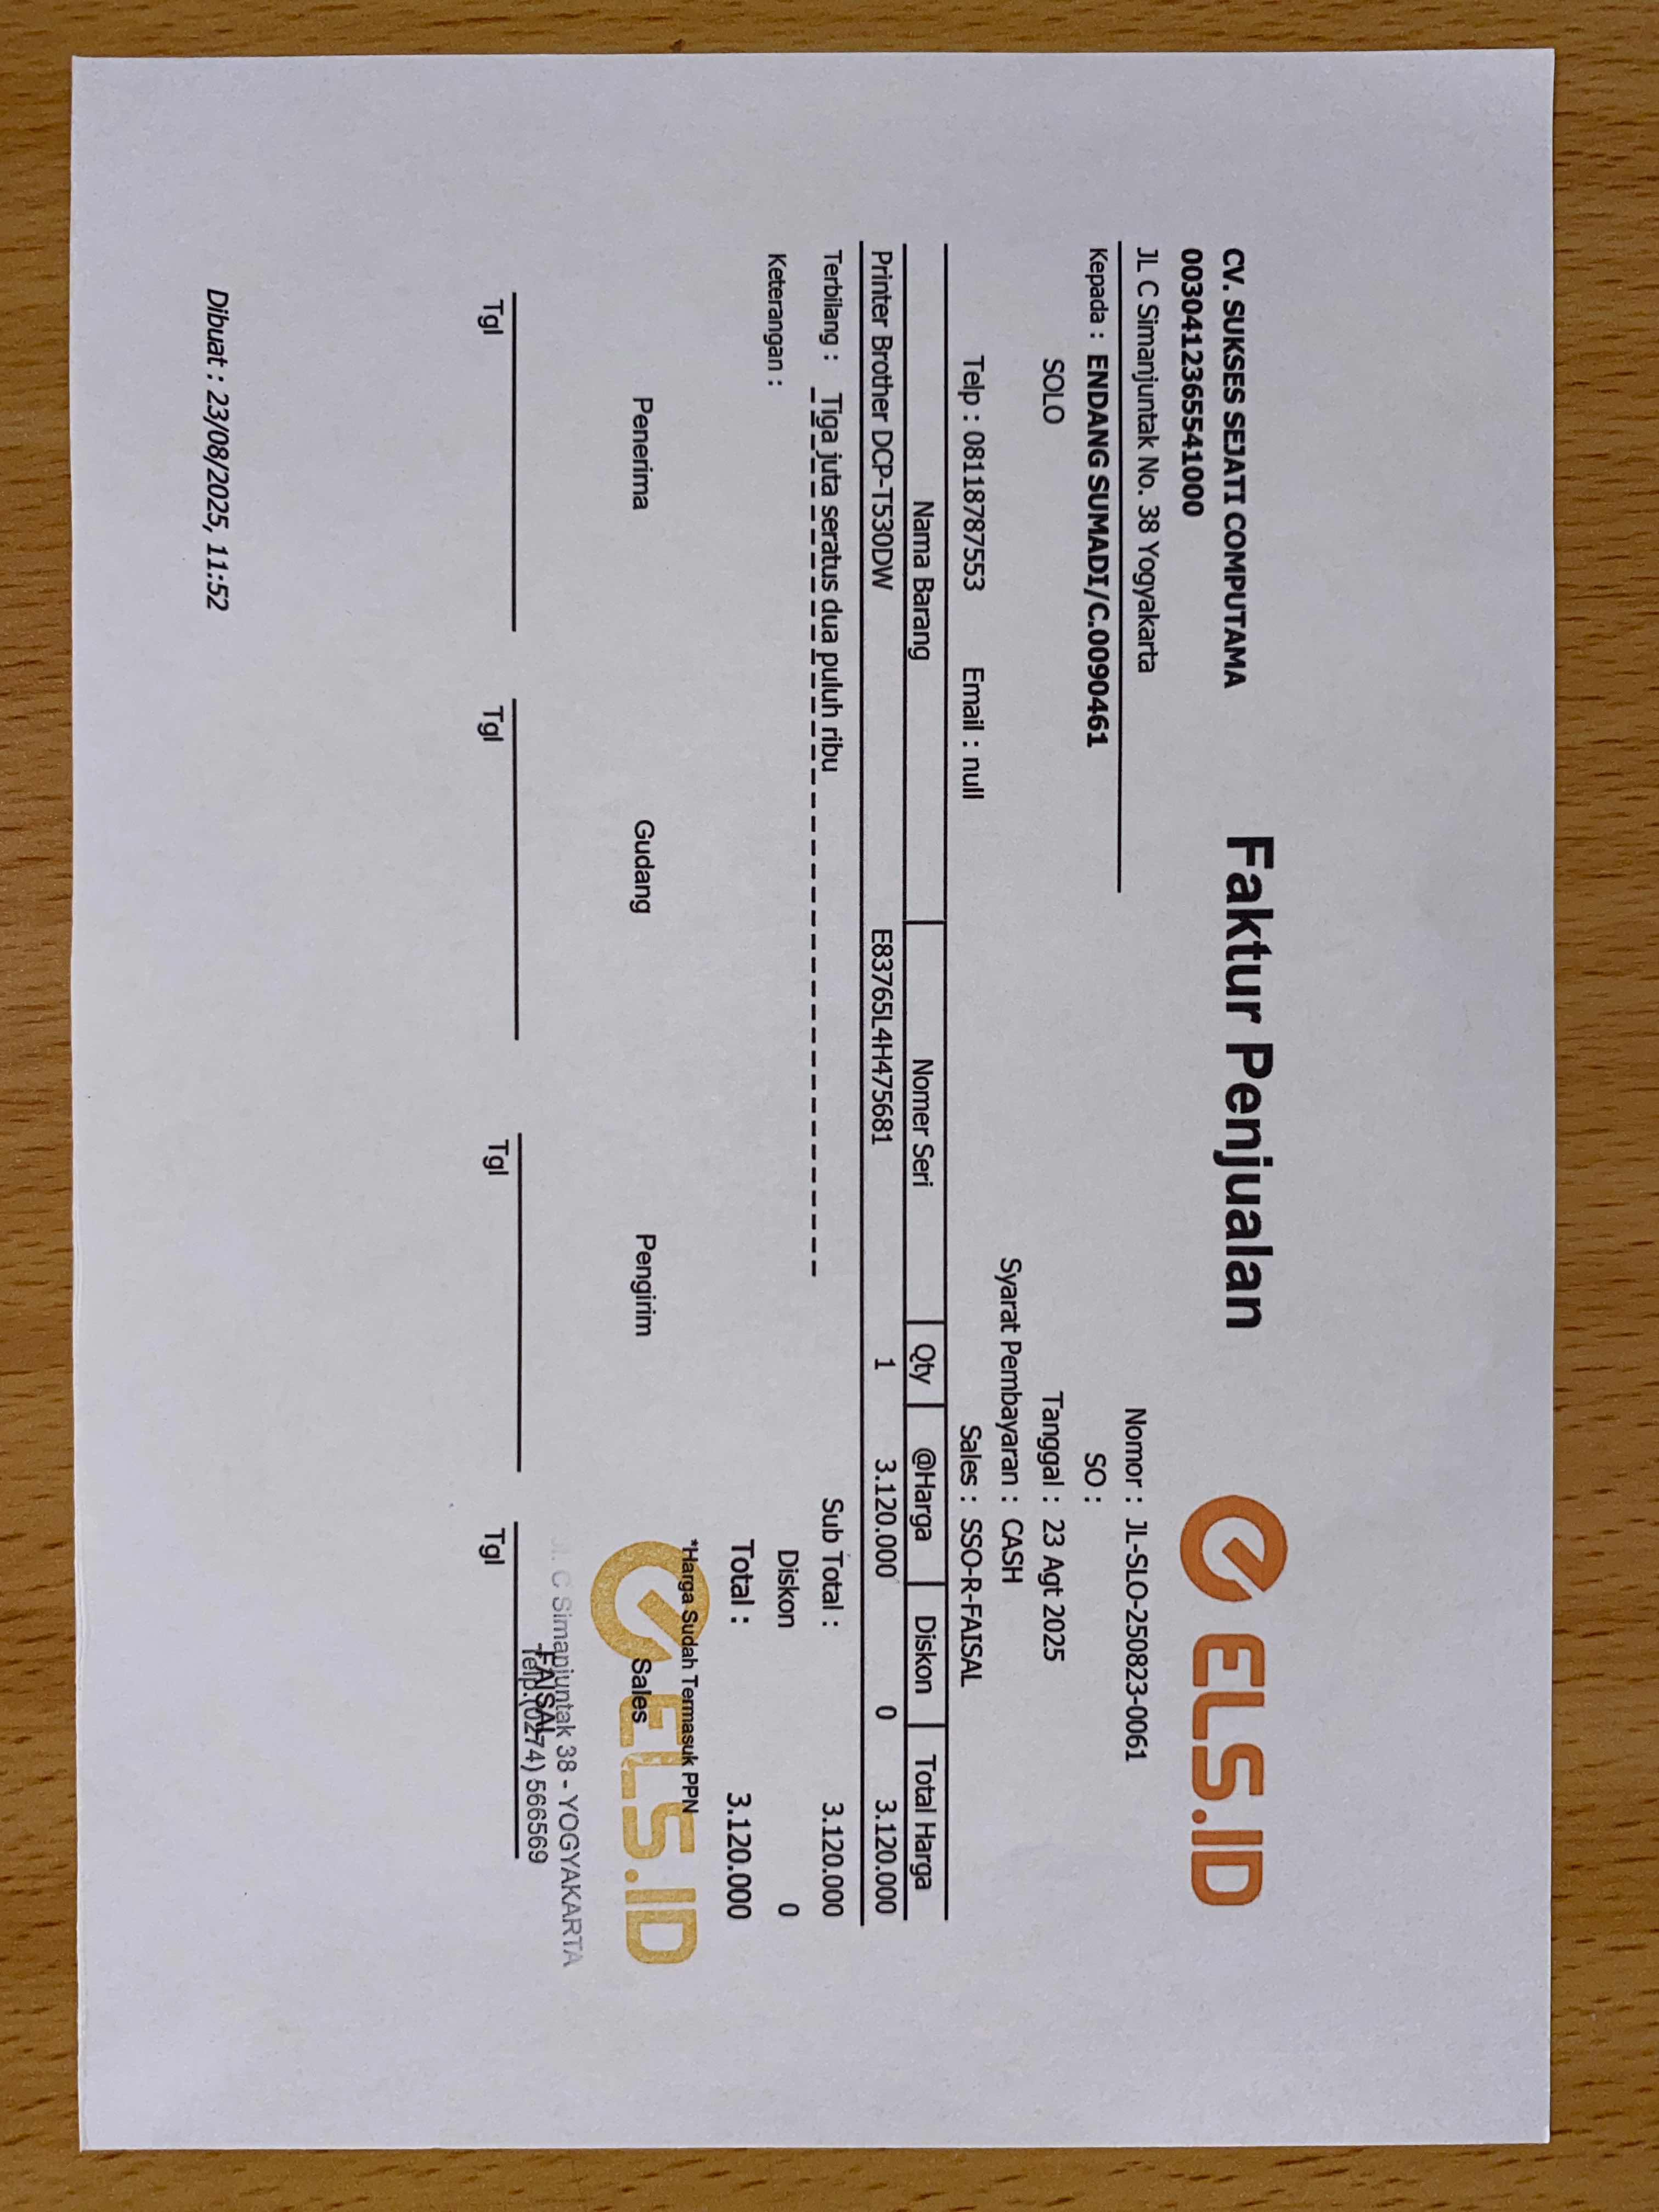 CV. SUKSES SEJATI COMPUTAMA
0030412365541000
JL C Simanjuntak No. 38 Yogyakarta
Faktur Penjualan
ELS.ID
Kepada : ENDANG SUMADI/C.0090461
SOLO
Telp : 08118787553 Email : null
Nomor : JL-SLO-250823-0061
SO :
Tanggal : 23 Agt 2025
Syarat Pembayaran : CASH
Sales : SSO-R-FAISAL
Nama Barang Nomer Seri Qty @Harga Diskon Total Harga
Printer Brother DCP-T530DW E83765L4H475681 1 3.120.000 0 3.120.000
Terbilang : Tiga juta seratus dua puluh ribu
Keterangan :
Sub Total : 3.120.000
Diskon 0
Total : 3.120.000
*Harga Sudah Termasuk PPN
ELS.ID
Penerima Gudang Pengirim Sales
Jl. C Simanjuntak 38 - YOGYAKARTA
FAISAL
Telp.(0274) 566569
Tgl Tgl Tgl Tgl
Dibuat : 23/08/2025, 11:52